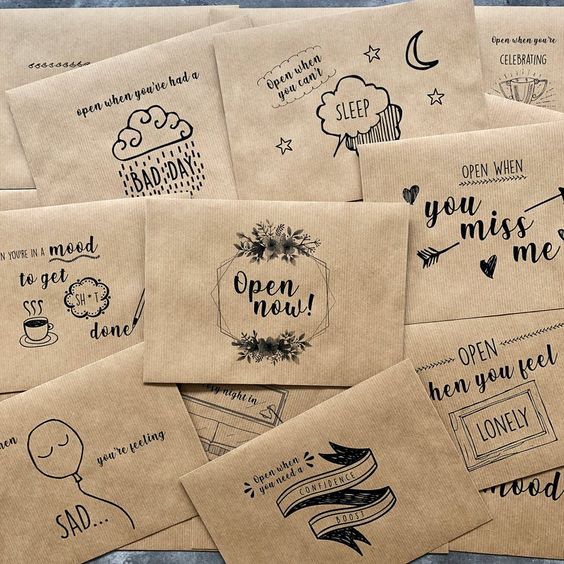 open when you've had a
BAD DAY
Open when
you can't
SLEEP
Open when you're
CELEBRATING
OPEN WHEN
you
miss
me
N YOU'RE IN A mood
to get
SH*T
done
Open
now!
OPEN
hen you feel
LONELY
sy night in
you're feeling
SAD...
Open when
you need a
CONFIDENCE
BOOST
mood